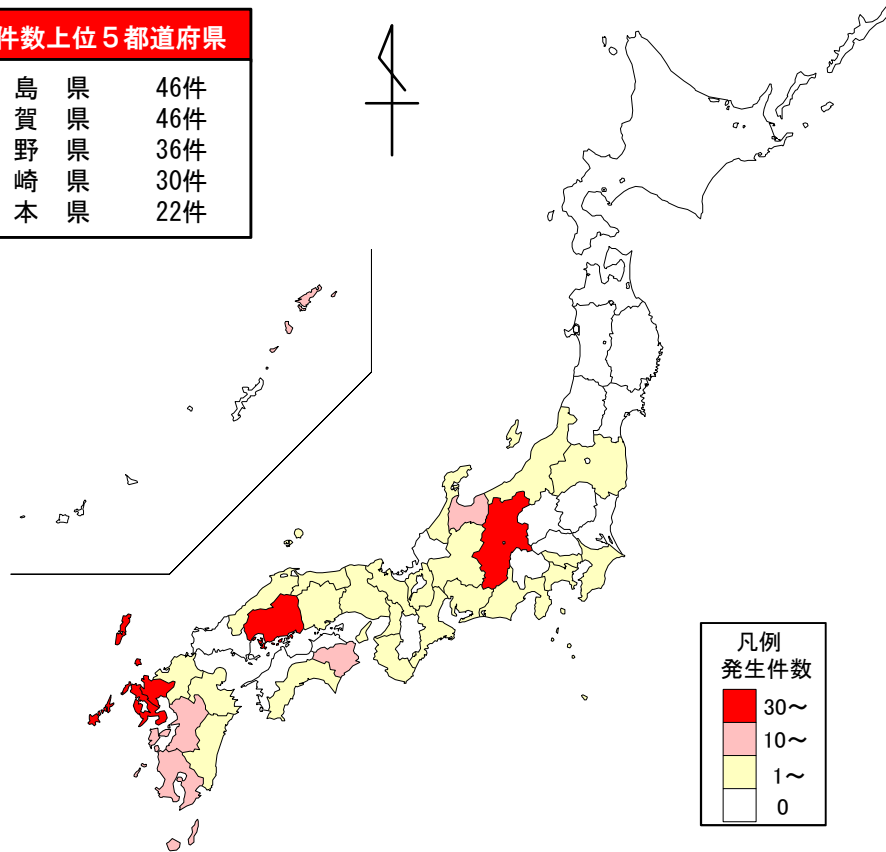 件数上位５都道府県
島　県　46件
賀　県　46件
野　県　36件
崎　県　30件
本　県　22件
凡例
発生件数
30～
10～
1～
0